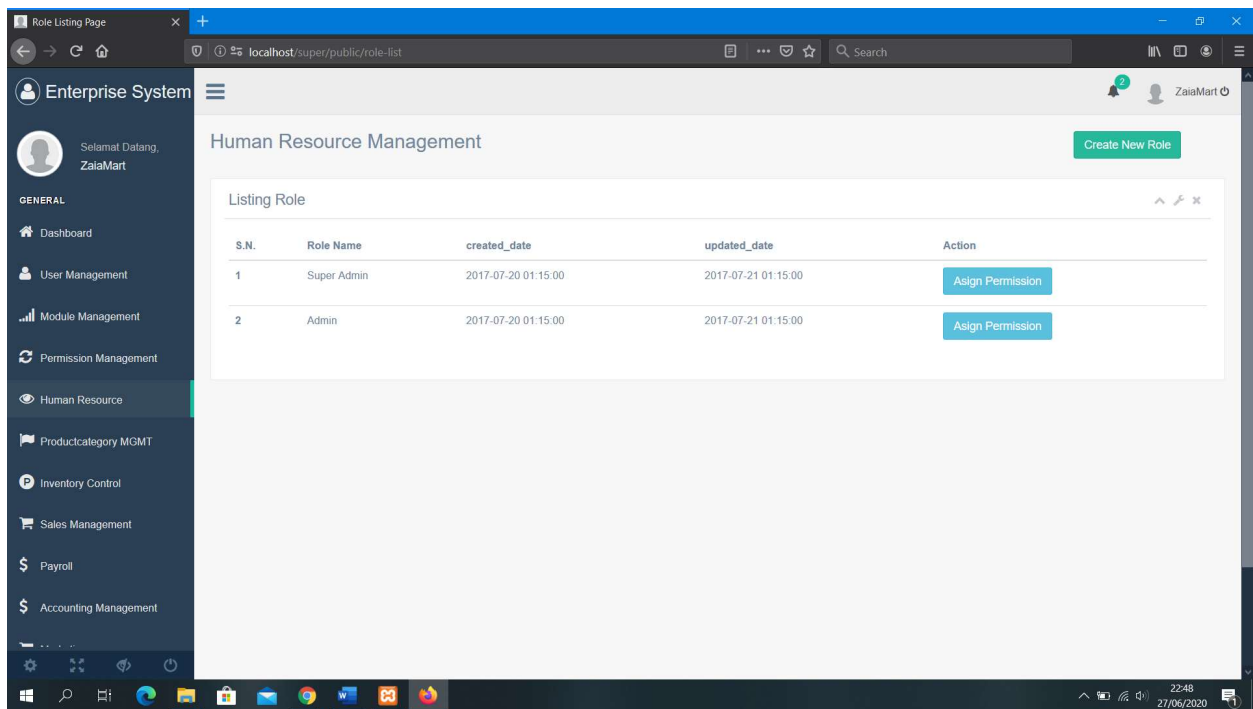 Role Listing Page
localhost/super/public/role-list
Search
Enterprise System
2
ZaiaMart
Selamat Datang,
ZaiaMart
GENERAL
Dashboard
User Management
Module Management
Permission Management
Human Resource
Productcategory MGMT
P Inventory Control
Sales Management
$ Payroll
$ Accounting Management
Human Resource Management
Create New Role
Listing Role
S.N. Role Name created_date updated_date Action
1 Super Admin 2017-07-20 01:15:00 2017-07-21 01:15:00 Asign Permission
2 Admin 2017-07-20 01:15:00 2017-07-21 01:15:00 Asign Permission
22:48
27/06/2020
1